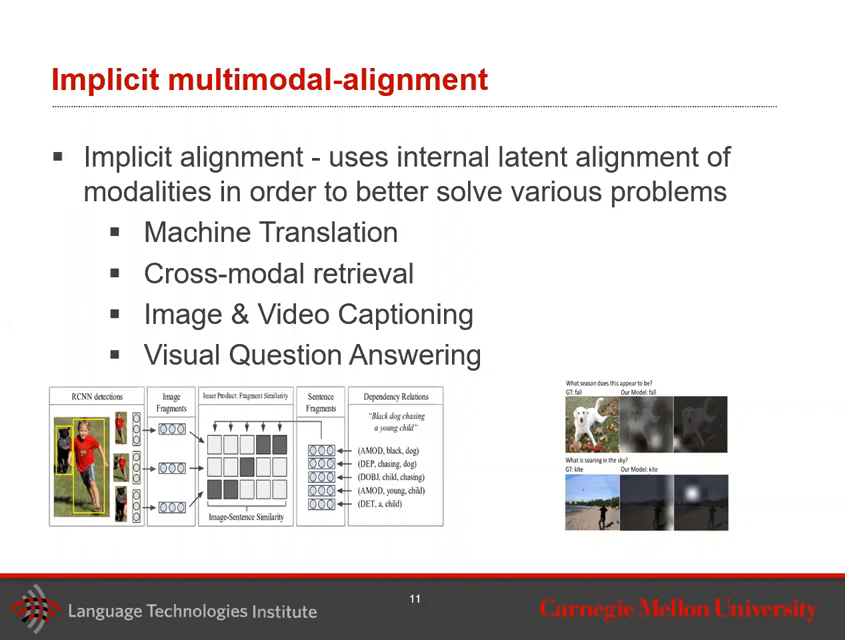 Implicit multimodal-alignment
▪ Implicit alignment - uses internal latent alignment of
modalities in order to better solve various problems
▪ Machine Translation
▪ Cross-modal retrieval
▪ Image & Video Captioning
▪ Visual Question Answering
RCNN detections
Image
Fragments
Inner Product: Fragment Similarity
Image-Sentence Similarity
Sentence
Fragments
Dependency Relations
"Black dog chasing
a young child"
(AMOD, black, dog)
(DEP, chasing, dog)
(DOBJ, child, chasing)
(AMOD, young, child)
(DET, a, child)
What season does this appear to be?
GT: fall Our Model: fall
What is soaring in the sky?
GT: kite Our Model: kite
Language Technologies Institute
11
Carnegie Mellon University